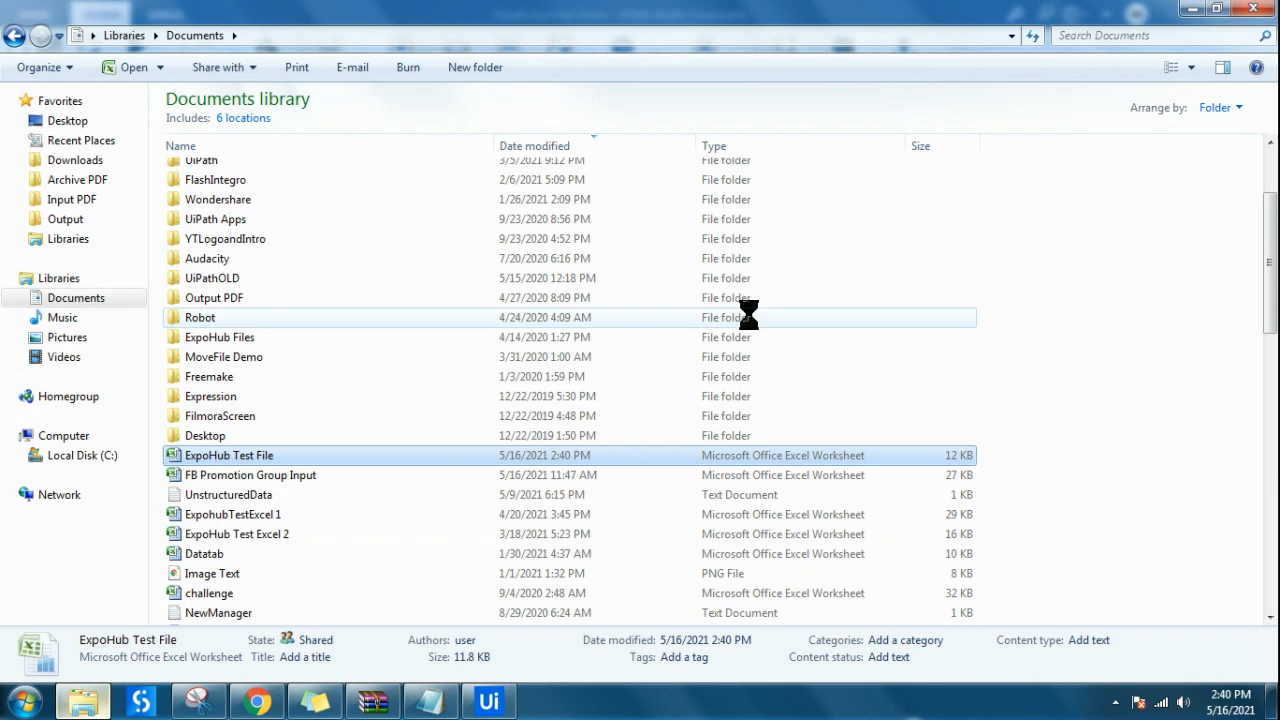 Libraries Documents Search Documents
Organize Open Share with Print E-mail Burn New folder
Favorites
Desktop
Recent Places
Downloads
Archive PDF
Input PDF
Output
Libraries
Libraries
Documents
Music
Pictures
Videos
Homegroup
Computer
Local Disk (C:)
Network
Documents library
Includes: 6 locations
Arrange by: Folder
Name Date modified Type Size
UiPath 3/5/2021 9:12 PM File folder
FlashIntegro 2/6/2021 5:09 PM File folder
Wondershare 1/26/2021 2:09 PM File folder
UiPath Apps 9/23/2020 8:56 PM File folder
YTLogoandIntro 9/23/2020 4:52 PM File folder
Audacity 7/20/2020 6:16 PM File folder
UiPathOLD 5/15/2020 12:18 PM File folder
Output PDF 4/27/2020 8:09 PM File folder
Robot 4/24/2020 4:09 AM File folder
ExpoHub Files 4/14/2020 1:27 PM File folder
MoveFile Demo 3/31/2020 1:00 AM File folder
Freemake 1/3/2020 1:59 PM File folder
Expression 12/22/2019 5:30 PM File folder
FilmoraScreen 12/22/2019 4:48 PM File folder
Desktop 12/22/2019 1:50 PM File folder
ExpoHub Test File 5/16/2021 2:40 PM Microsoft Office Excel Worksheet 12 KB
FB Promotion Group Input 5/16/2021 11:47 AM Microsoft Office Excel Worksheet 27 KB
UnstructuredData 5/9/2021 6:15 PM Text Document 1 KB
ExpohubTestExcel 1 4/20/2021 3:45 PM Microsoft Office Excel Worksheet 29 KB
ExpoHub Test Excel 2 3/18/2021 5:23 PM Microsoft Office Excel Worksheet 16 KB
Datatab 1/30/2021 4:37 AM Microsoft Office Excel Worksheet 10 KB
Image Text 1/1/2021 1:32 PM PNG File 8 KB
challenge 9/4/2020 2:48 AM Microsoft Office Excel Worksheet 32 KB
NewManager 8/29/2020 6:24 AM Text Document 1 KB
ExpoHub Test File State: Shared Authors: user Date modified: 5/16/2021 2:40 PM Categories: Add a category Content type: Add text
Microsoft Office Excel Worksheet Title: Add a title Size: 11.8 KB Tags: Add a tag Content status: Add text
Ui
2:40 PM
5/16/2021